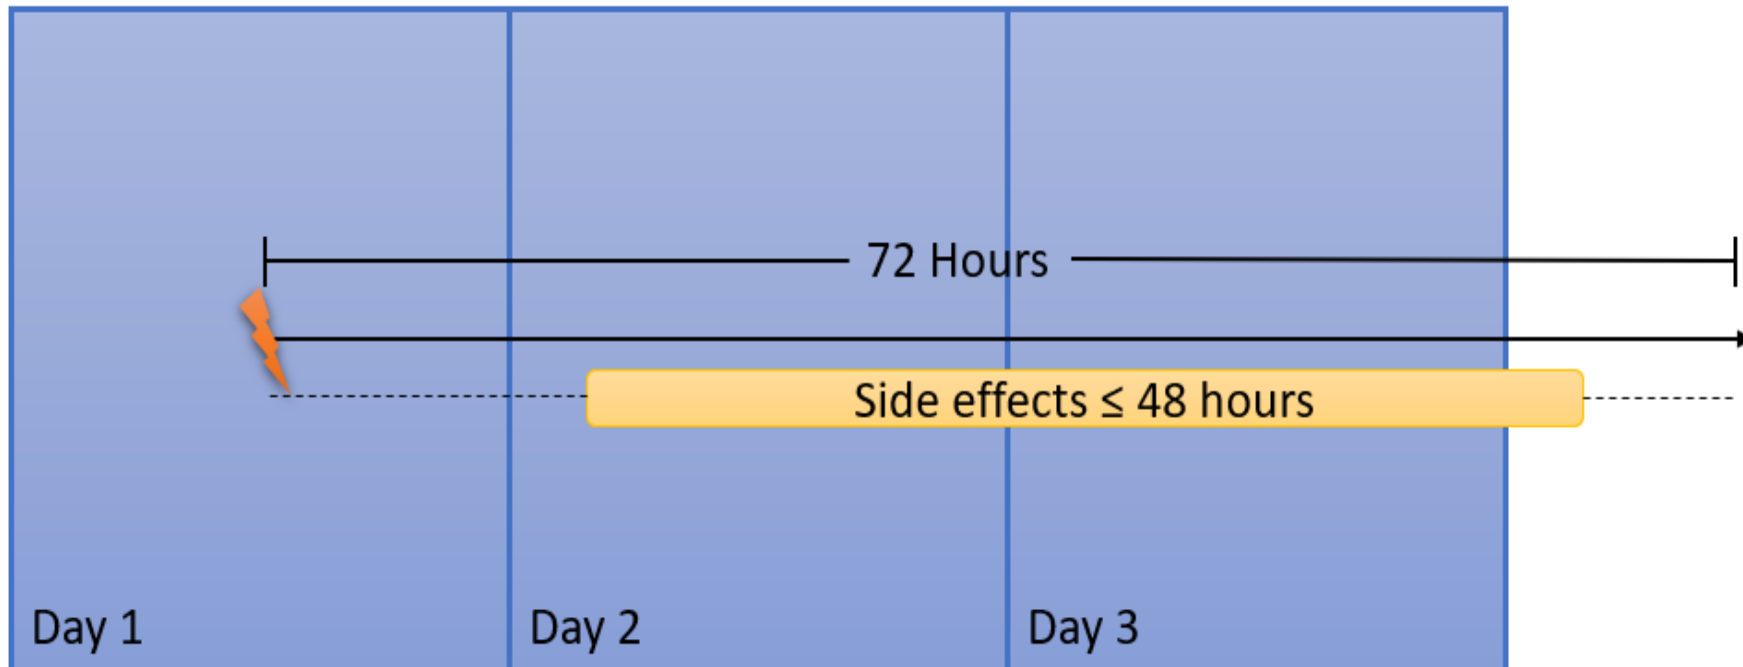 72 Hours
Side effects ≤ 48 hours
Day 1
Day 2
Day 3